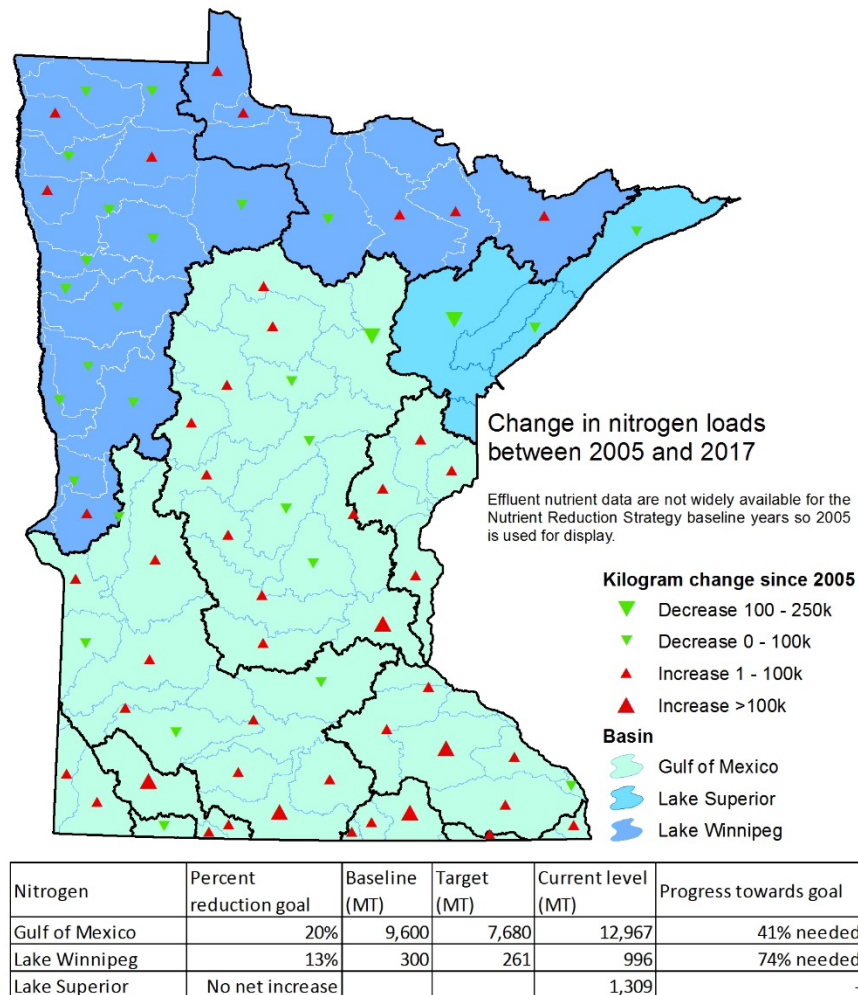 Change in nitrogen loads
between 2005 and 2017
Effluent nutrient data are not widely available for the
Nutrient Reduction Strategy baseline years so 2005
is used for display.
Kilogram change since 2005
Decrease 100 - 250k
Decrease 0 - 100k
Increase 1 - 100k
Increase >100k
Basin
Gulf of Mexico
Lake Superior
Lake Winnipeg
Nitrogen Percent reduction goal Baseline (MT) Target (MT) Current level (MT) Progress towards goal
Gulf of Mexico 20% 9,600 7,680 12,967 41% needed
Lake Winnipeg 13% 300 261 996 74% needed
Lake Superior No net increase 1,309 -